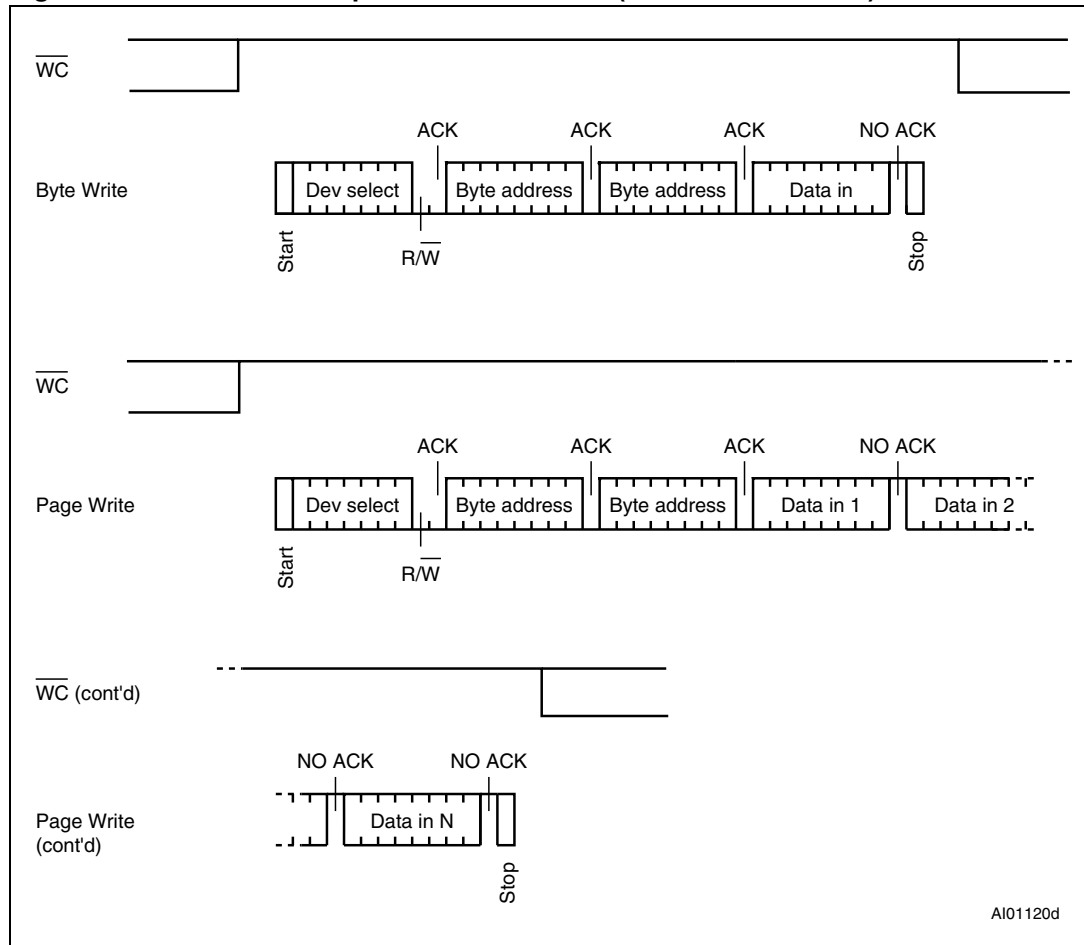 WC
ACK ACK ACK NO ACK
Byte Write Dev select Byte address Byte address Data in
R/W
Start Stop
WC
ACK ACK ACK NO ACK
Page Write Dev select Byte address Byte address Data in 1 Data in 2
R/W
Start
WC (cont'd)
NO ACK NO ACK
Page Write Data in N
(cont'd)
Stop
AI01120d